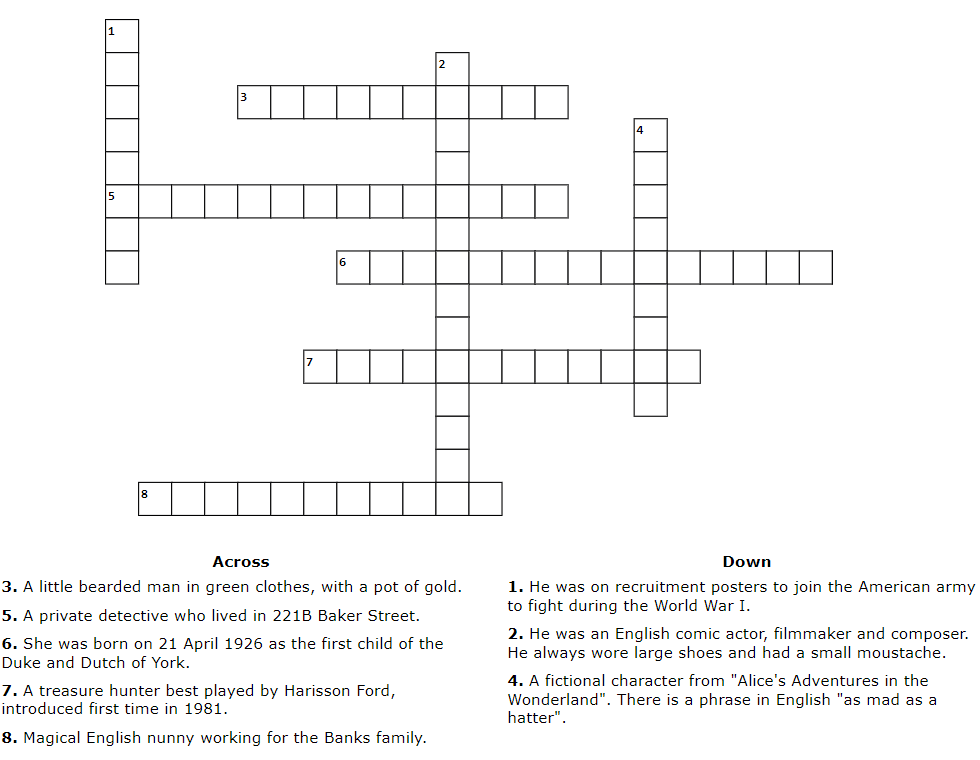 1
2
3
4
5
6
7
8
Across
3. A little bearded man in green clothes, with a pot of gold.
5. A private detective who lived in 221B Baker Street.
6. She was born on 21 April 1926 as the first child of the
Duke and Dutch of York.
7. A treasure hunter best played by Harisson Ford,
introduced first time in 1981.
8. Magical English nunny working for the Banks family.
Down
1. He was on recruitment posters to join the American army
to fight during the World War I.
2. He was an English comic actor, filmmaker and composer.
He always wore large shoes and had a small moustache.
4. A fictional character from "Alice's Adventures in the
Wonderland". There is a phrase in English "as mad as a
hatter".